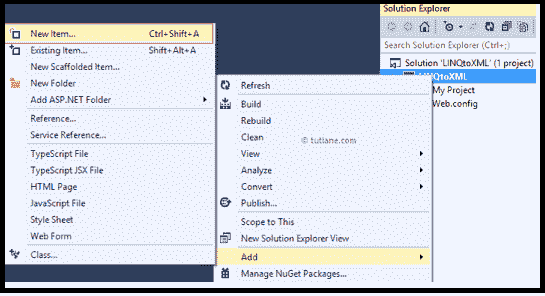 New Item... Ctrl+Shift+A
Existing Item... Shift+Alt+A
New Scaffolded Item...
New Folder
Add ASP.NET Folder
Reference...
Service Reference...
TypeScript File
TypeScript JSX File
HTML Page
JavaScript File
Style Sheet
Web Form
Class...
Refresh
Build
Rebuild
Clean
View
Analyze
Convert
Publish...
Scope to This
New Solution Explorer View
Add
Manage NuGet Packages...
© tutlane.com
Solution Explorer
Search Solution Explorer (Ctrl+;)
Solution 'LINQtoXML' (1 project)
LINQtoXML
My Project
Web.config